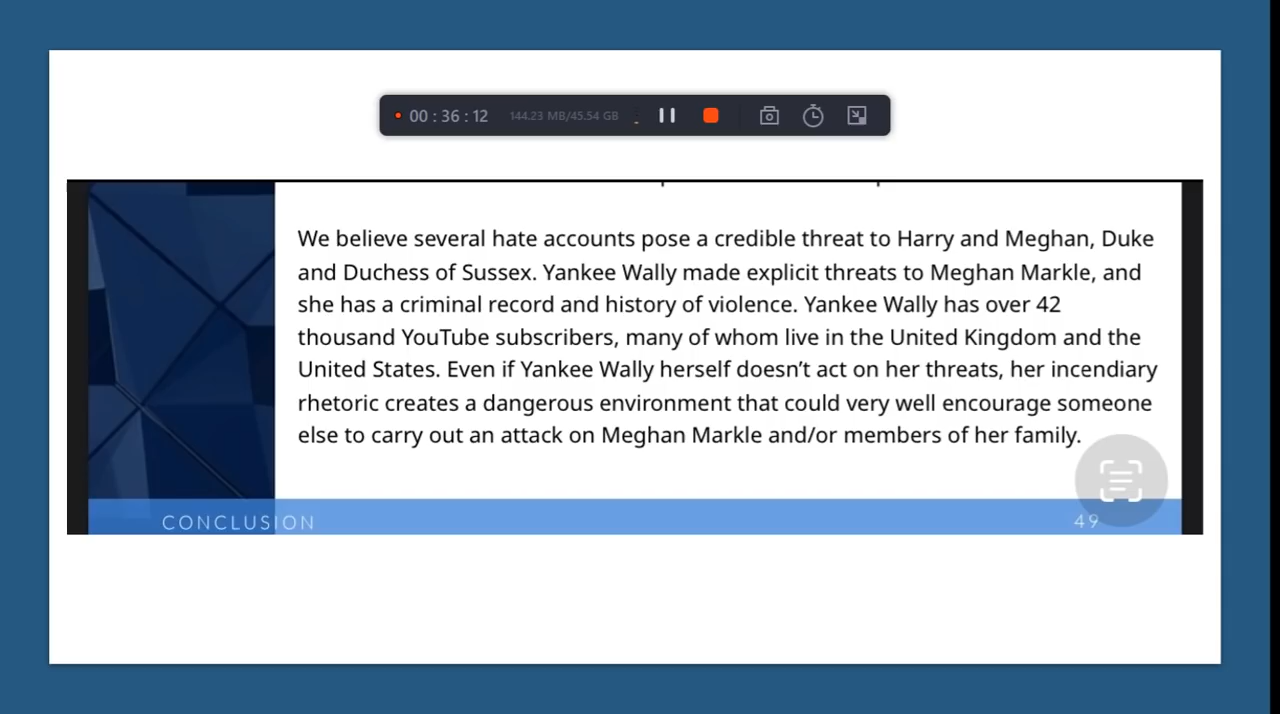 00 : 36 : 12 144.23 MB/45.54 GB
We believe several hate accounts pose a credible threat to Harry and Meghan, Duke
and Duchess of Sussex. Yankee Wally made explicit threats to Meghan Markle, and
she has a criminal record and history of violence. Yankee Wally has over 42
thousand YouTube subscribers, many of whom live in the United Kingdom and the
United States. Even if Yankee Wally herself doesn’t act on her threats, her incendiary
rhetoric creates a dangerous environment that could very well encourage someone
else to carry out an attack on Meghan Markle and/or members of her family.
CONCLUSION 49